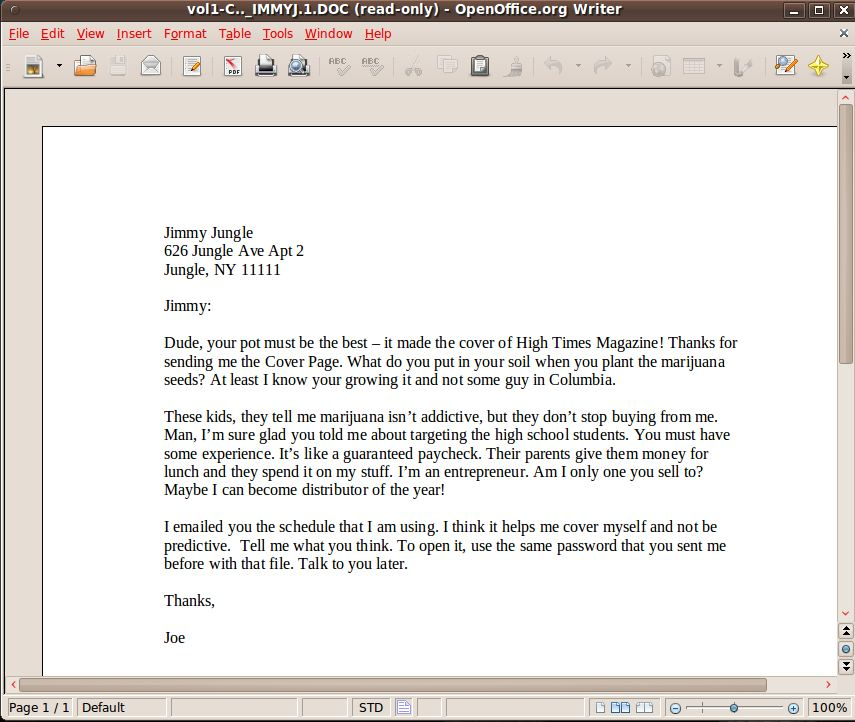 vol1-C.._IMMYJ.1.DOC (read-only) - OpenOffice.org Writer
File Edit View Insert Format Table Tools Window Help
PDF ABC ABC
Jimmy Jungle
626 Jungle Ave Apt 2
Jungle, NY 11111
Jimmy:
Dude, your pot must be the best – it made the cover of High Times Magazine! Thanks for
sending me the Cover Page. What do you put in your soil when you plant the marijuana
seeds? At least I know your growing it and not some guy in Columbia.
These kids, they tell me marijuana isn’t addictive, but they don’t stop buying from me.
Man, I’m sure glad you told me about targeting the high school students. You must have
some experience. It’s like a guaranteed paycheck. Their parents give them money for
lunch and they spend it on my stuff. I’m an entrepreneur. Am I only one you sell to?
Maybe I can become distributor of the year!
I emailed you the schedule that I am using. I think it helps me cover myself and not be
predictive.  Tell me what you think. To open it, use the same password that you sent me
before with that file. Talk to you later.
Thanks,
Joe
Page 1 / 1 Default STD 100%